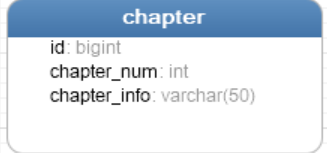 chapter
id: bigint
chapter_num: int
chapter_info: varchar(50)